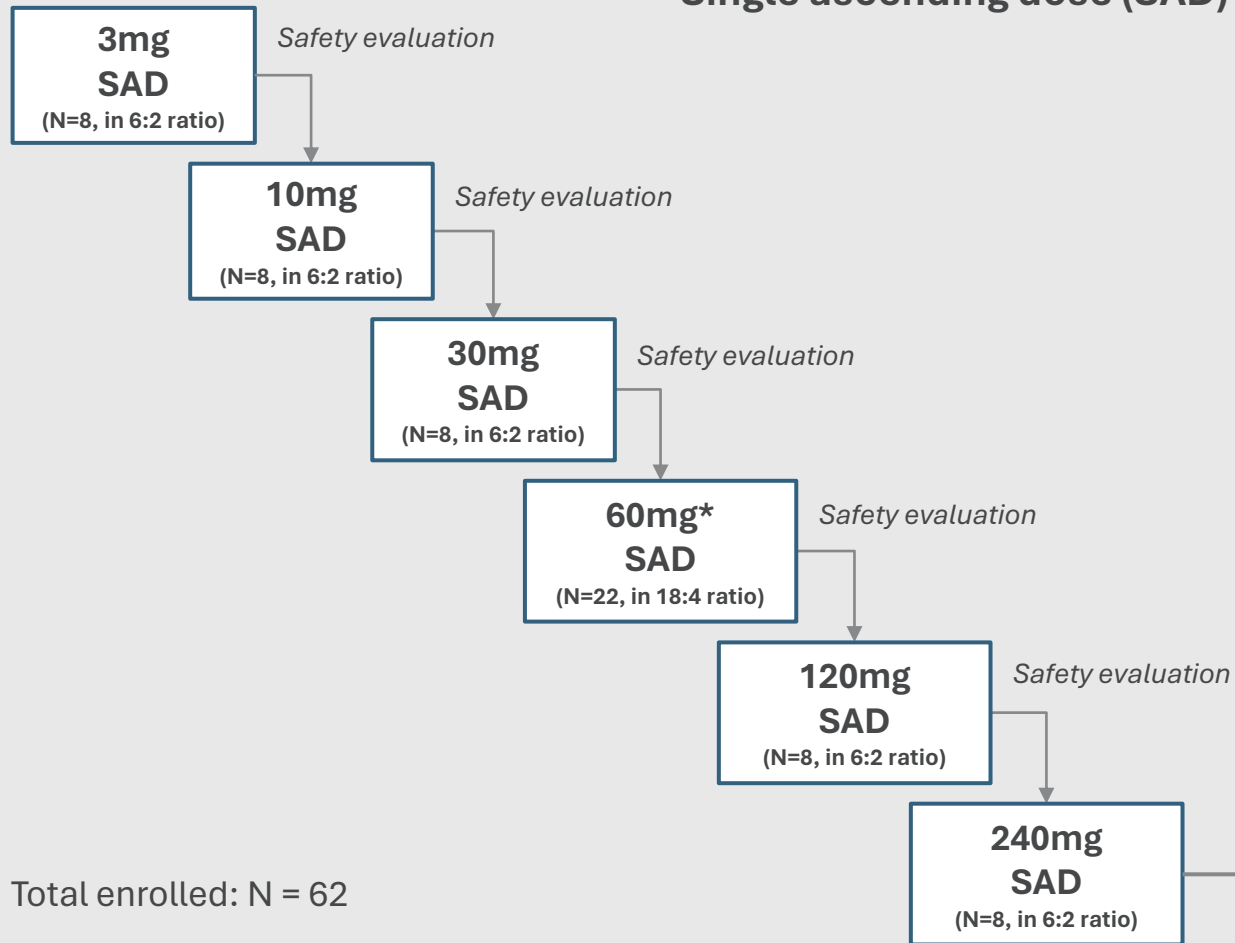 Single ascending dose (SAD)
3mg
SAD
(N=8, in 6:2 ratio)
Safety evaluation
10mg
SAD
(N=8, in 6:2 ratio)
Safety evaluation
30mg
SAD
(N=8, in 6:2 ratio)
Safety evaluation
60mg*
SAD
(N=22, in 18:4 ratio)
Safety evaluation
120mg
SAD
(N=8, in 6:2 ratio)
Safety evaluation
240mg
SAD
(N=8, in 6:2 ratio)
Total enrolled: N = 62